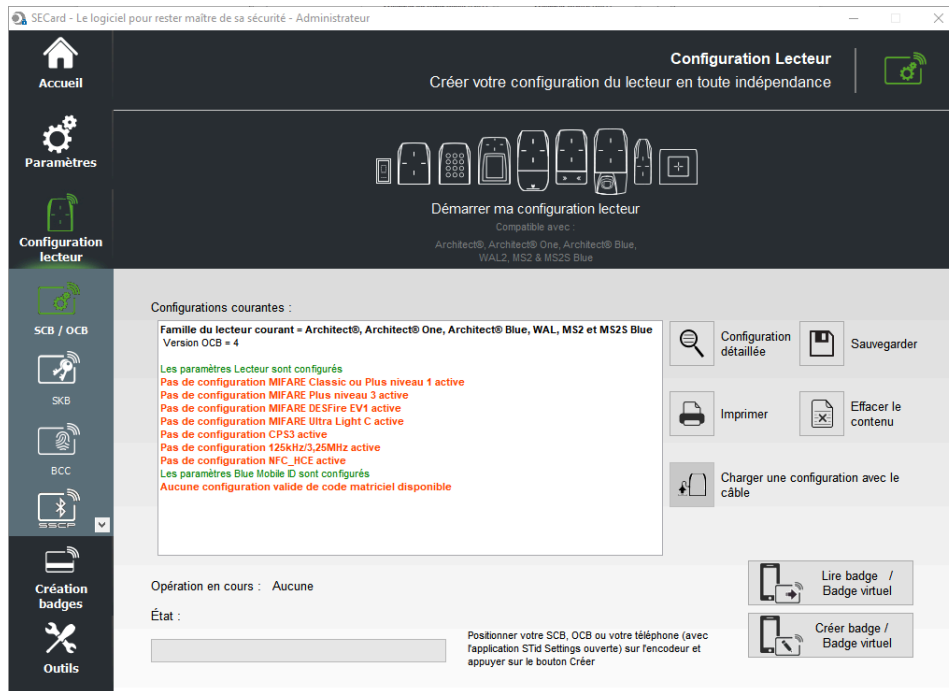 SECard - Le logiciel pour rester maître de sa sécurité - Administrateur
Accueil
Configuration Lecteur
Créer votre configuration du lecteur en toute indépendance
Paramètres
Configuration
lecteur
Démarrer ma configuration lecteur
Compatible avec :
Architect®, Architect® One, Architect® Blue,
WAL2, MS2 & MS2S Blue
SCB / OCB
SKB
BCC
SSCP
Création
badges
Outils
Configurations courantes :
Famille du lecteur courant = Architect®, Architect® One, Architect® Blue, WAL, MS2 et MS2S Blue
Version OCB = 4
Les paramètres Lecteur sont configurés
Pas de configuration MIFARE Classic ou Plus niveau 1 active
Pas de configuration MIFARE Plus niveau 3 active
Pas de configuration MIFARE DESFire EV1 active
Pas de configuration MIFARE Ultra Light C active
Pas de configuration CPS3 active
Pas de configuration 125kHz/3,25MHz active
Pas de configuration NFC_HCE active
Les paramètres Blue Mobile ID sont configurés
Aucune configuration valide de code matriciel disponible
Configuration
détaillée
Sauvegarder
Imprimer
Effacer le
contenu
Charger une configuration avec le
câble
Opération en cours : Aucune
État :
Positionner votre SCB, OCB ou votre téléphone (avec
l'application STid Settings ouverte) sur l'encodeur et
appuyer sur le bouton Créer
Lire badge /
Badge virtuel
Créer badge /
Badge virtuel